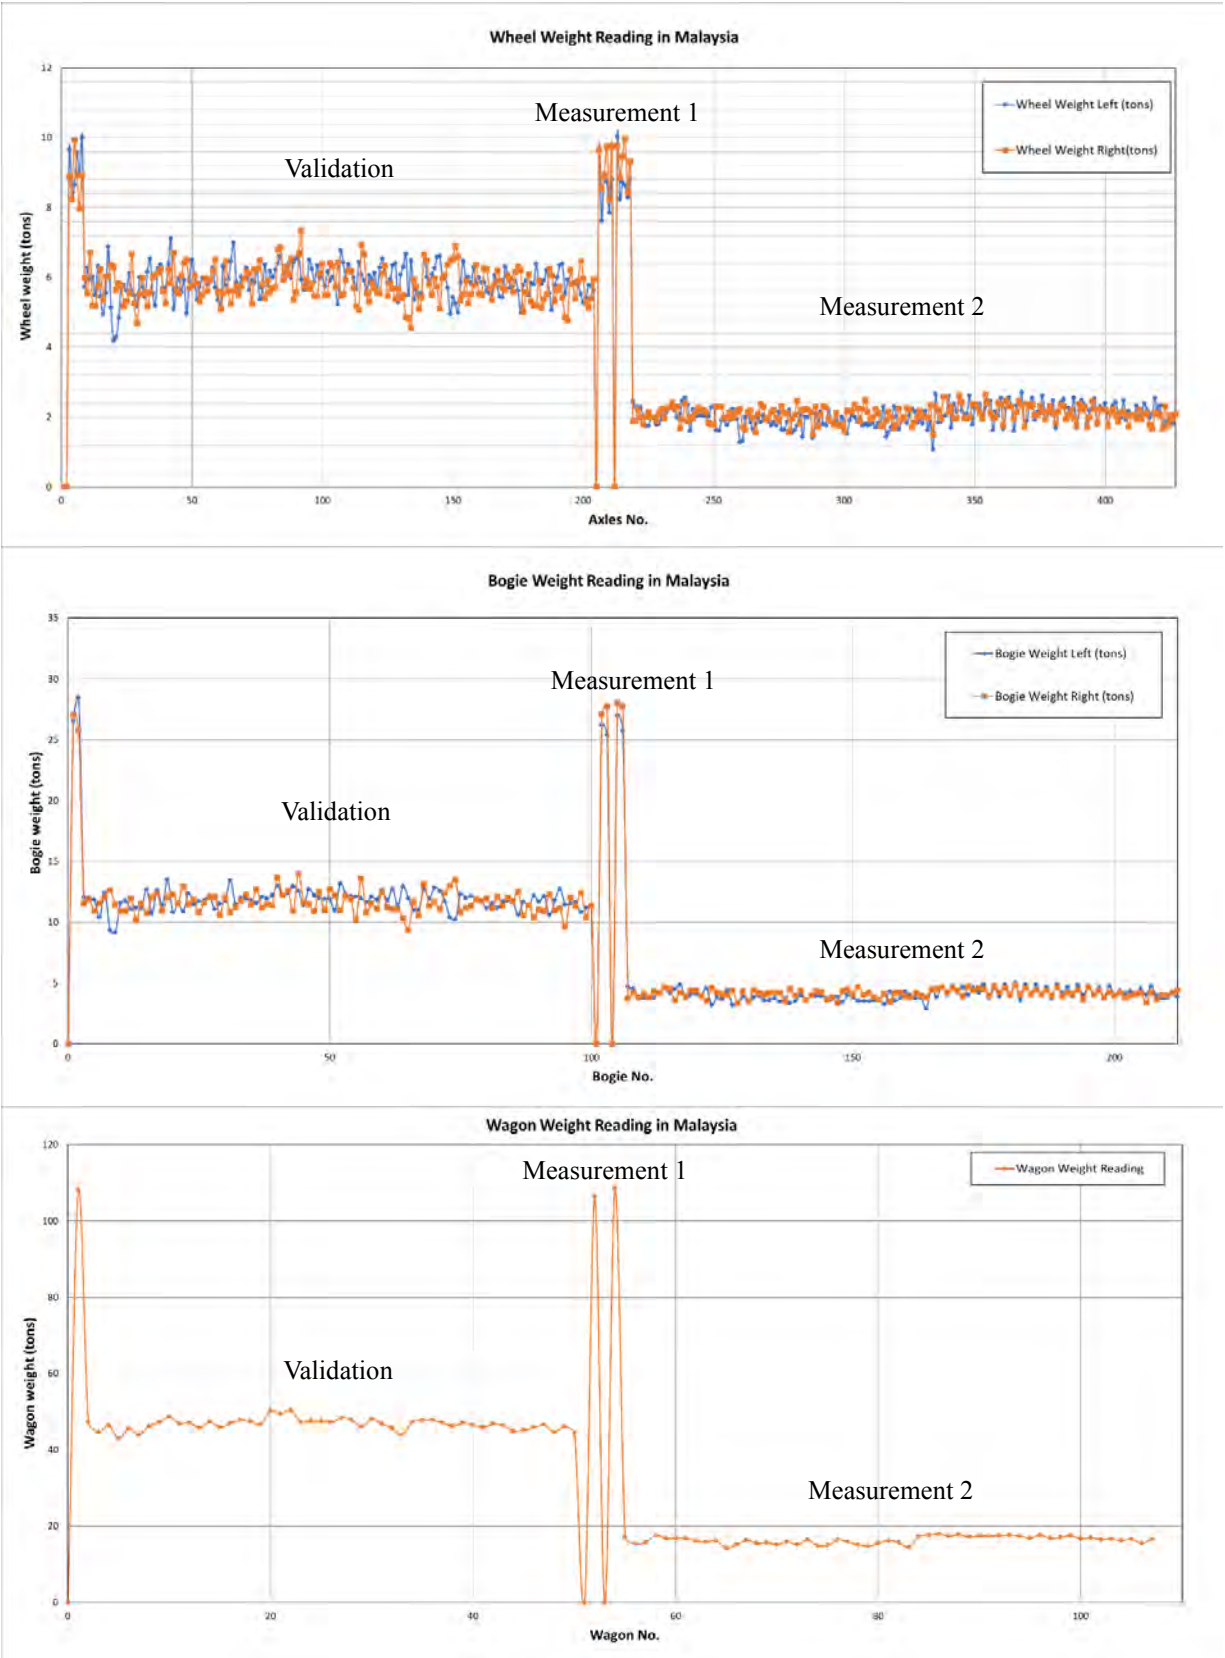 Wheel Weight Reading in Malaysia
12
10
8
6
4
2
0
Wheel weight (tons)
Validation
Measurement 1
Measurement 2
Wheel Weight Left (tons)
Wheel Weight Right(tons)
0 50 100 150 200 250 300 350 400
Axles No.
Bogie Weight Reading in Malaysia
35
30
25
20
15
10
5
0
Bogie weight (tons)
Validation
Measurement 1
Measurement 2
Bogie Weight Left (tons)
Bogie Weight Right (tons)
0 50 100 150 200
Bogie No.
Wagon Weight Reading in Malaysia
120
100
80
60
40
20
0
Wagon weight (tons)
Validation
Measurement 1
Measurement 2
Wagon Weight Reading
0 20 40 60 80 100
Wagon No.